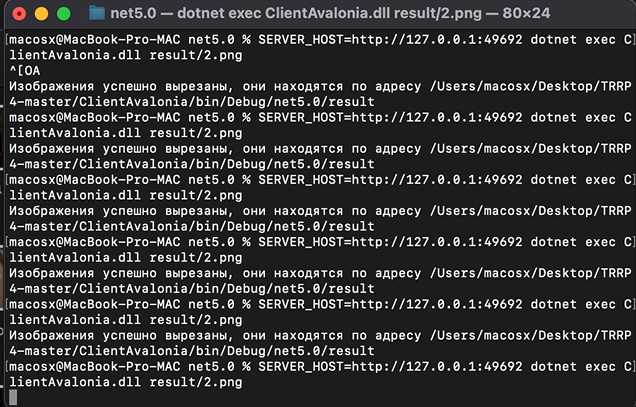 net5.0 — dotnet exec ClientAvalonia.dll result/2.png — 80×24
[macosx@MacBook-Pro-MAC net5.0 % SERVER_HOST=http://127.0.0.1:49692 dotnet exec C]
lientAvalonia.dll result/2.png
^[OA
Изображения успешно вырезаны, они находятся по адресу /Users/macosx/Desktop/TRRP
4-master/ClientAvalonia/bin/Debug/net5.0/result
[macosx@MacBook-Pro-MAC net5.0 % SERVER_HOST=http://127.0.0.1:49692 dotnet exec C]
lientAvalonia.dll result/2.png
Изображения успешно вырезаны, они находятся по адресу /Users/macosx/Desktop/TRRP
4-master/ClientAvalonia/bin/Debug/net5.0/result
[macosx@MacBook-Pro-MAC net5.0 % SERVER_HOST=http://127.0.0.1:49692 dotnet exec C]
lientAvalonia.dll result/2.png
Изображения успешно вырезаны, они находятся по адресу /Users/macosx/Desktop/TRRP
4-master/ClientAvalonia/bin/Debug/net5.0/result
[macosx@MacBook-Pro-MAC net5.0 % SERVER_HOST=http://127.0.0.1:49692 dotnet exec C]
lientAvalonia.dll result/2.png
Изображения успешно вырезаны, они находятся по адресу /Users/macosx/Desktop/TRRP
4-master/ClientAvalonia/bin/Debug/net5.0/result
[macosx@MacBook-Pro-MAC net5.0 % SERVER_HOST=http://127.0.0.1:49692 dotnet exec C]
lientAvalonia.dll result/2.png
Изображения успешно вырезаны, они находятся по адресу /Users/macosx/Desktop/TRRP
4-master/ClientAvalonia/bin/Debug/net5.0/result
[macosx@MacBook-Pro-MAC net5.0 % SERVER_HOST=http://127.0.0.1:49692 dotnet exec C]
lientAvalonia.dll result/2.png